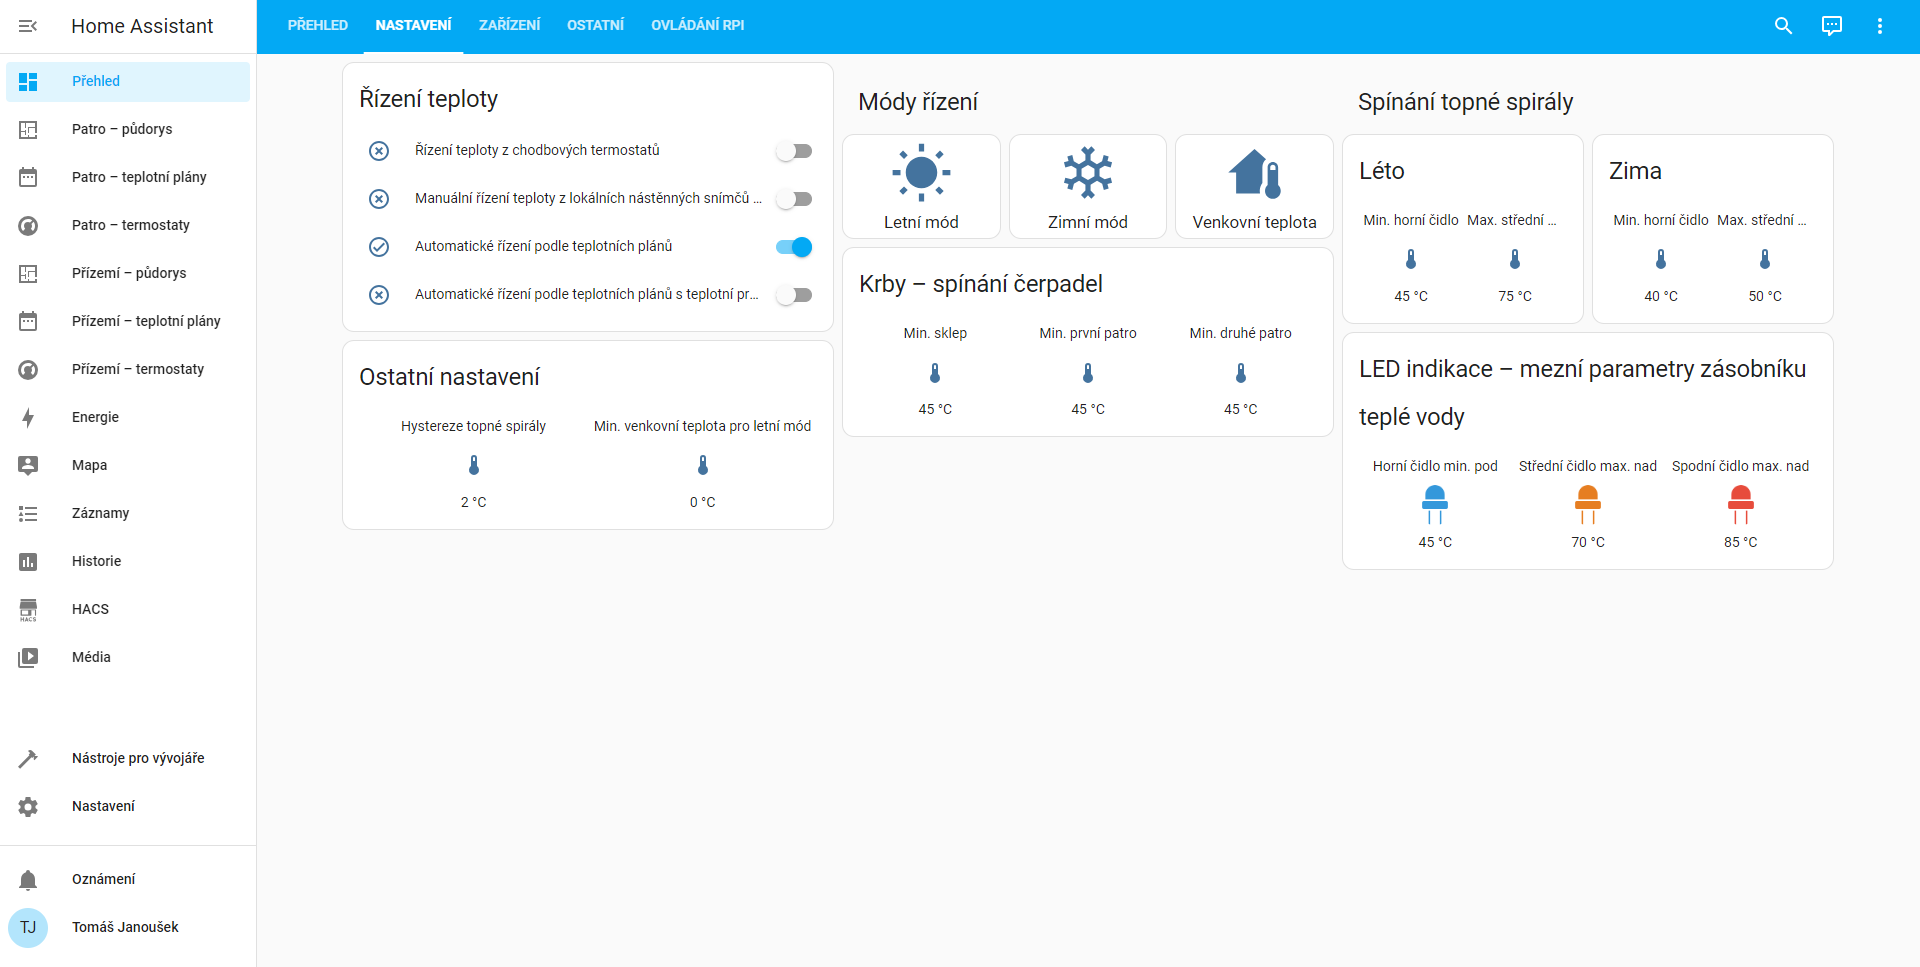 Home Assistant
PŘEHLED
NASTAVENÍ
ZAŘÍZENÍ
OSTATNÍ
OVLÁDÁNÍ RPI
Přehled
Patro – půdorys
Patro – teplotní plány
Patro – termostaty
Přízemí – půdorys
Přízemí – teplotní plány
Přízemí – termostaty
Energie
Mapa
Záznamy
Historie
HACS
HACS
Média
Nástroje pro vývojáře
Nastavení
Oznámení
TJ
Tomáš Janoušek
Řízení teploty
Řízení teploty z chodbových termostatů
Manuální řízení teploty z lokálních nástěnných snímčů ...
Automatické řízení podle teplotních plánů
Automatické řízení podle teplotních plánů s teplotní pr...
Ostatní nastavení
Hystereze topné spirály
Min. venkovní teplota pro letní mód
2 °C
0 °C
Módy řízení
Letní mód
Zimní mód
Venkovní teplota
Krby – spínání čerpadel
Min. sklep
Min. první patro
Min. druhé patro
45 °C
45 °C
45 °C
Spínání topné spirály
Léto
Min. horní čidlo
Max. střední ...
45 °C
75 °C
Zima
Min. horní čidlo
Max. střední ...
40 °C
50 °C
LED indikace – mezní parametry zásobníku
teplé vody
Horní čidlo min. pod
Střední čidlo max. nad
Spodní čidlo max. nad
45 °C
70 °C
85 °C